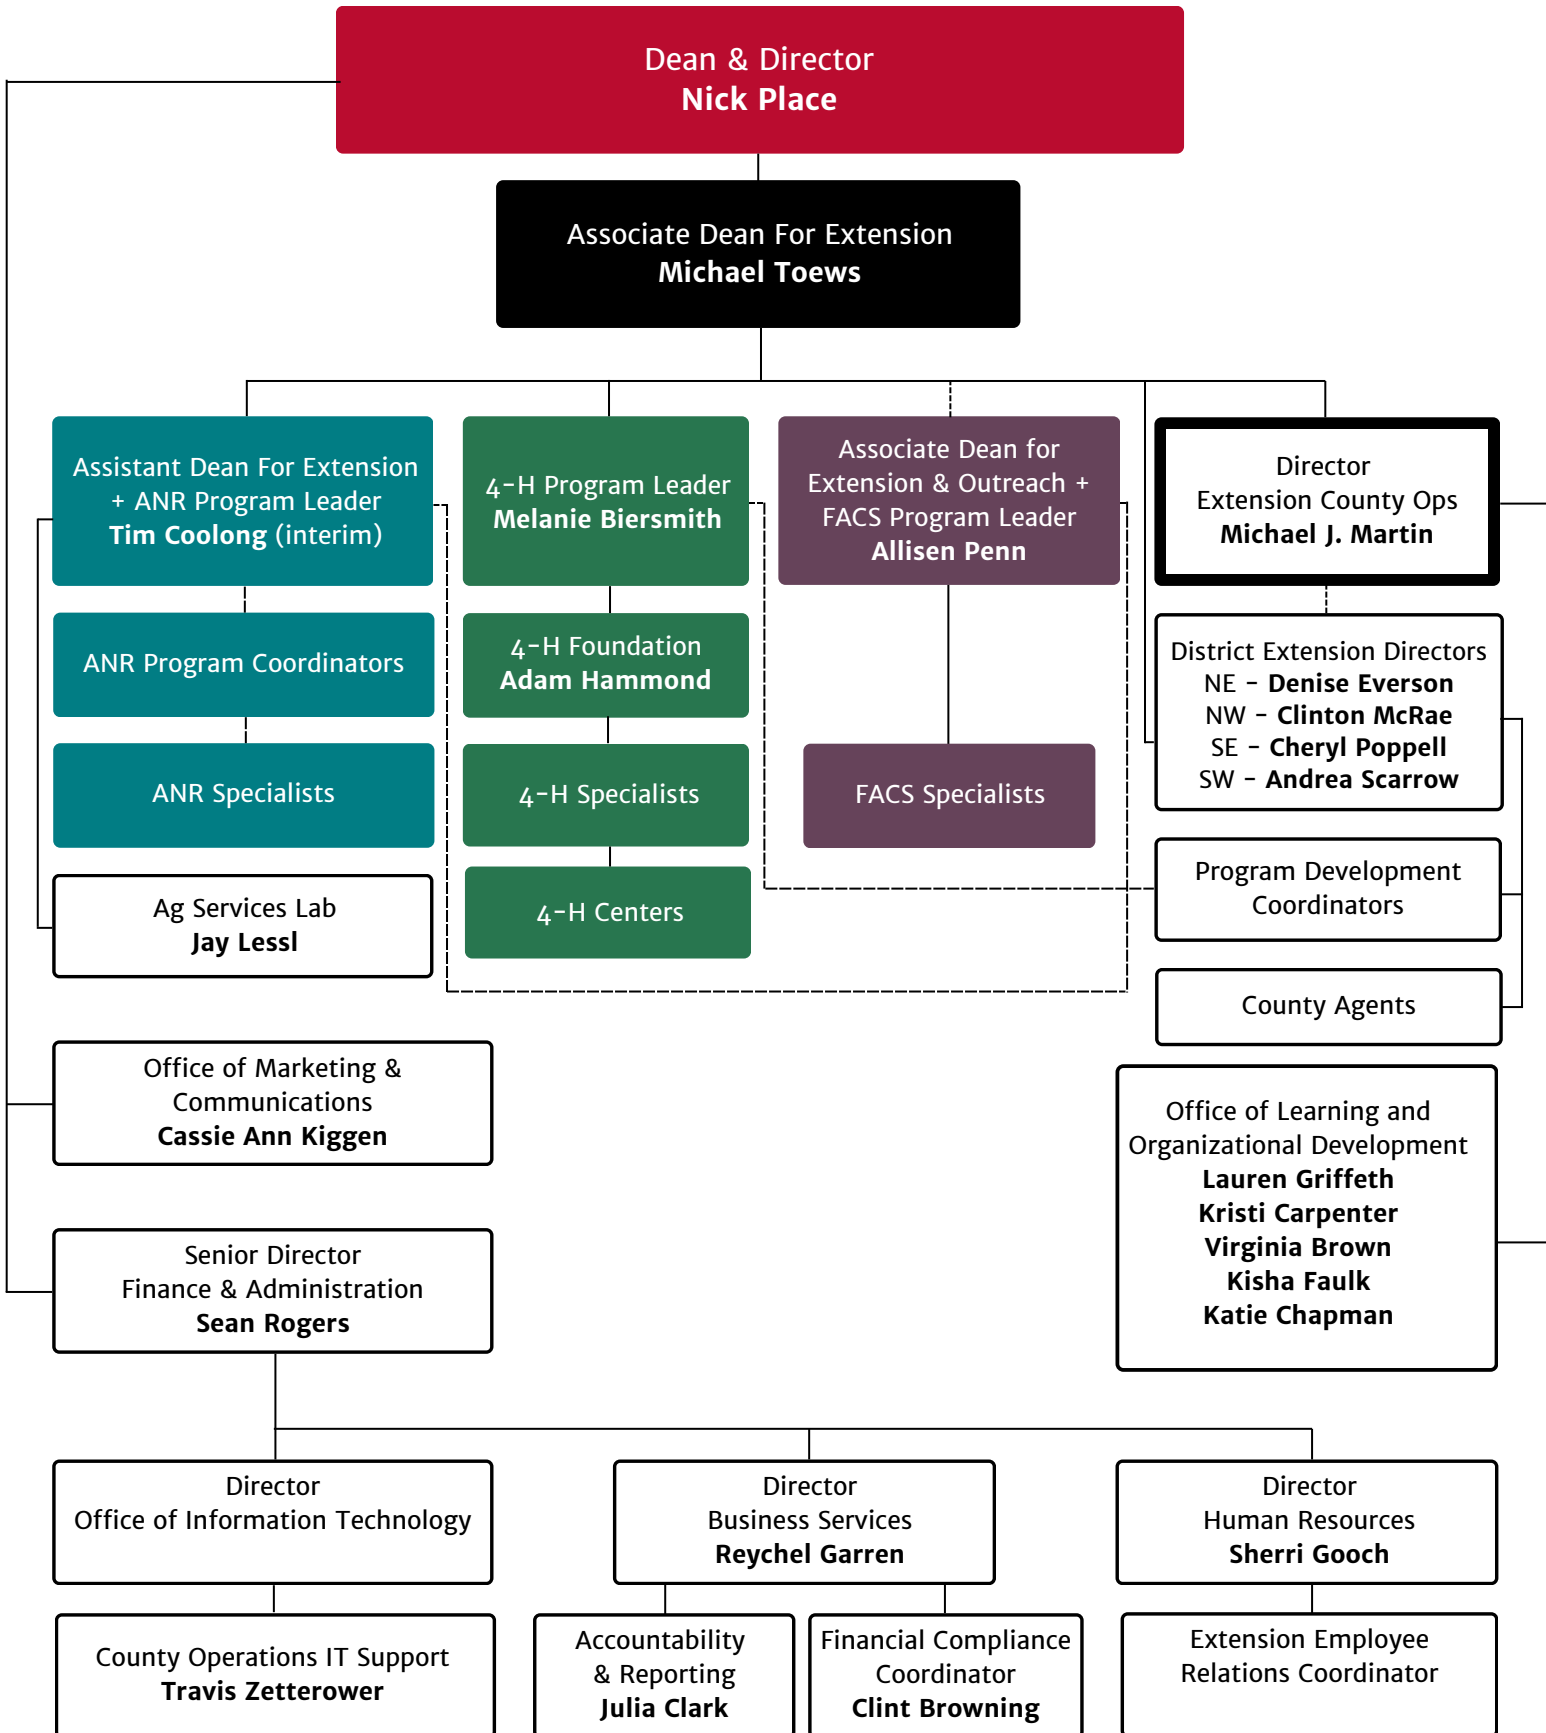 Dean & Director
Nick Place
Associate Dean For Extension
Michael Toews
Assistant Dean For Extension
+ ANR Program Leader
Tim Coolong (interim)
4-H Program Leader
Melanie Biersmith
Associate Dean for
Extension & Outreach +
FACS Program Leader
Allisen Penn
Director
Extension County Ops
Michael J. Martin
ANR Program Coordinators
4-H Foundation
Adam Hammond
District Extension Directors
NE - Denise Everson
NW - Clinton McRae
SE - Cheryl Poppell
SW - Andrea Scarrow
ANR Specialists
4-H Specialists
FACS Specialists
Program Development
Coordinators
Ag Services Lab
Jay Lessl
4-H Centers
County Agents
Office of Marketing &
Communications
Cassie Ann Kiggen
Office of Learning and
Organizational Development
Lauren Griffeth
Kristi Carpenter
Virginia Brown
Kisha Faulk
Katie Chapman
Senior Director
Finance & Administration
Sean Rogers
Director
Office of Information Technology
Director
Business Services
Reychel Garren
Director
Human Resources
Sherri Gooch
County Operations IT Support
Travis Zetterower
Accountability
& Reporting
Julia Clark
Financial Compliance
Coordinator
Clint Browning
Extension Employee
Relations Coordinator